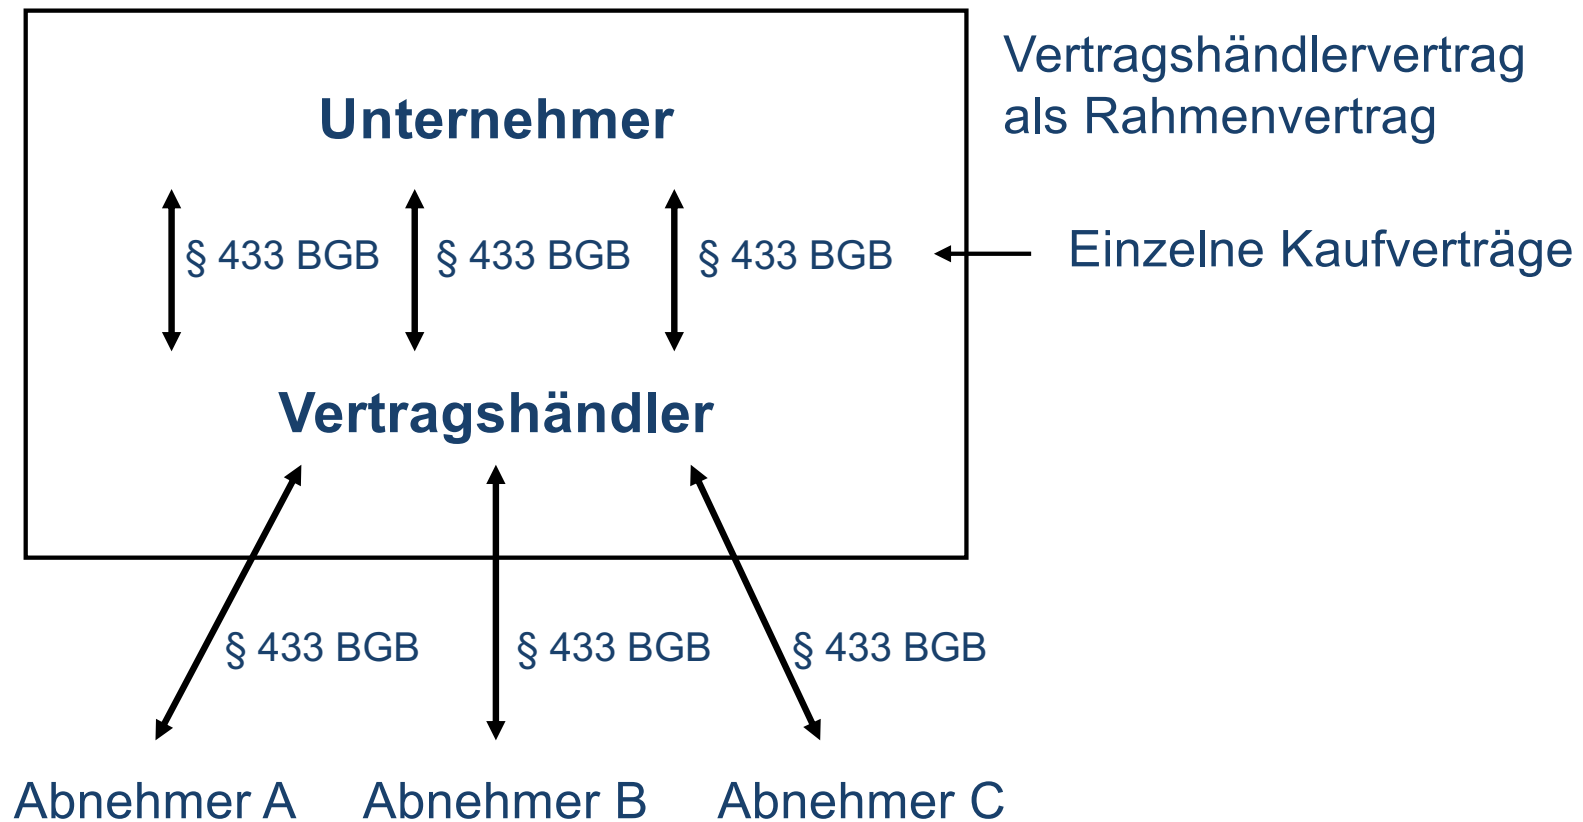 Vertragshändlervertrag
als Rahmenvertrag
Unternehmer
§ 433 BGB § 433 BGB § 433 BGB Einzelne Kaufverträge
Vertragshändler
§ 433 BGB § 433 BGB § 433 BGB
Abnehmer A Abnehmer B Abnehmer C